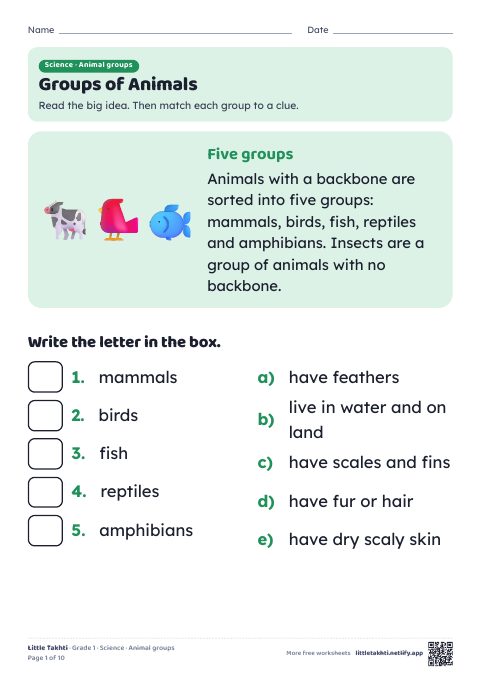 Name
Date
Science · Animal groups
Groups of Animals
Read the big idea. Then match each group to a clue.
Five groups
Animals with a backbone are
sorted into five groups:
mammals, birds, fish, reptiles
and amphibians. Insects are a
group of animals with no
backbone.
Write the letter in the box.
1. mammals
2. birds
3. fish
4. reptiles
5. amphibians
a) have feathers
b) live in water and on
land
c) have scales and fins
d) have fur or hair
e) have dry scaly skin
Little Takhti · Grade 1 · Science · Animal groups
Page 1 of 10
More free worksheets · littletakhti.netlify.app